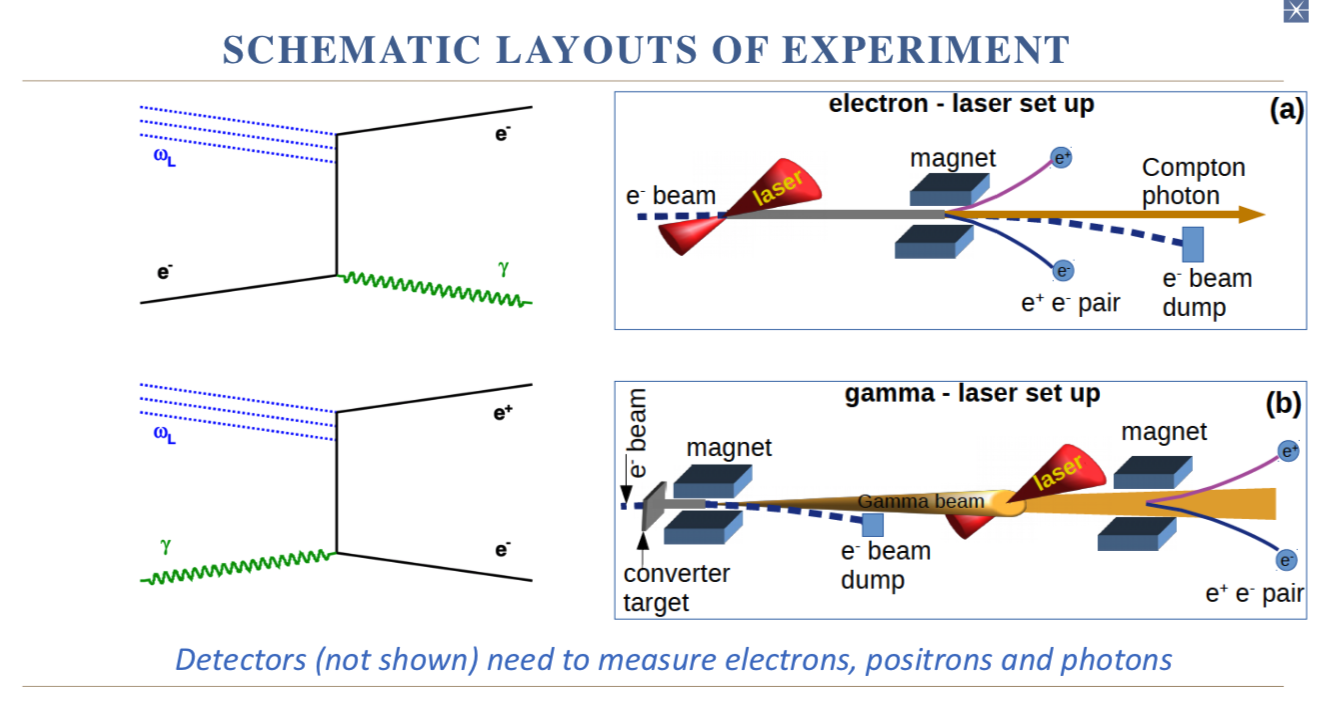 SCHEMATIC LAYOUTS OF EXPERIMENT
ω_L
e⁻
e⁻
γ
electron - laser set up
(a)
e⁻ beam
laser
magnet
e⁺
Compton
photon
e⁻
e⁺ e⁻ pair
e⁻ beam
dump
ω_L
e⁺
γ
e⁻
gamma - laser set up
(b)
e⁻ beam
magnet
Gamma beam
laser
magnet
e⁺
converter
target
e⁻ beam
dump
e⁻
e⁺ e⁻ pair
Detectors (not shown) need to measure electrons, positrons and photons